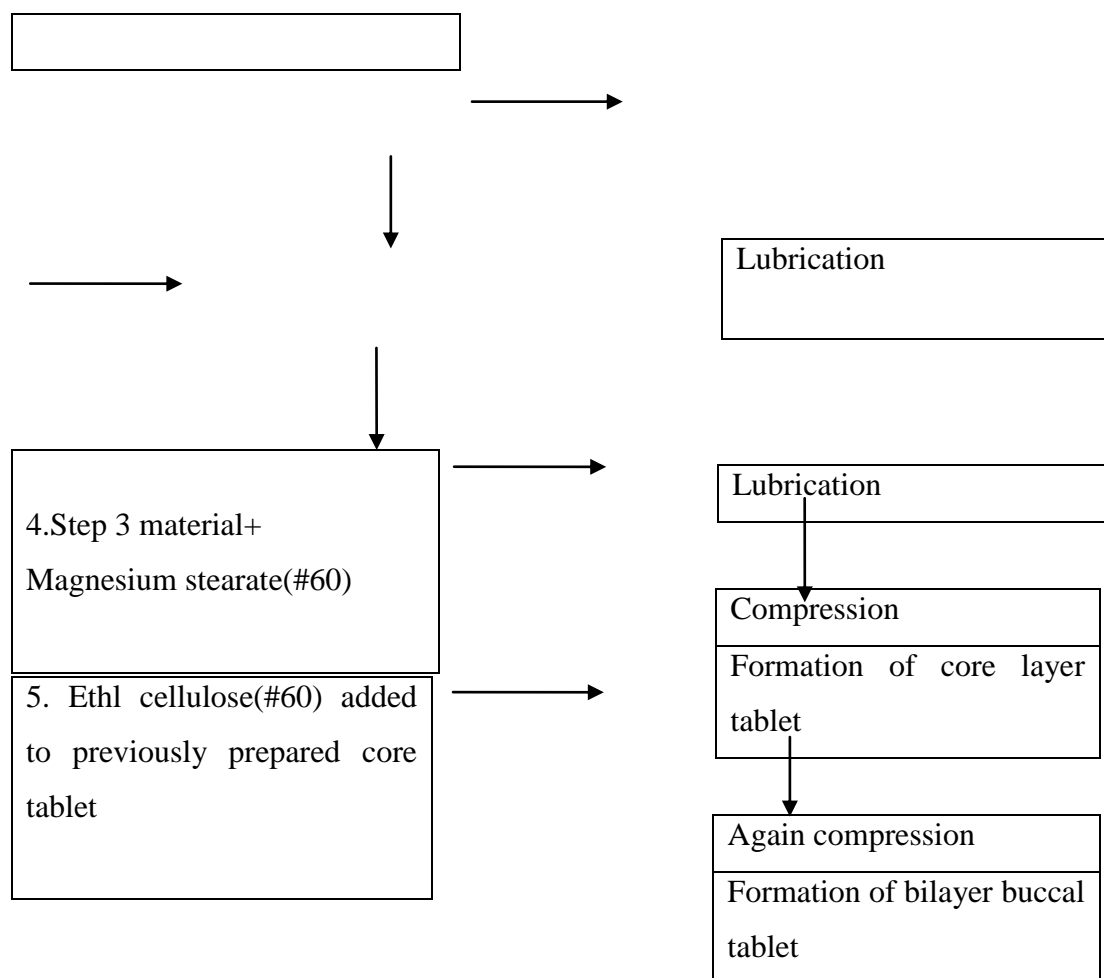 Lubrication
4.Step 3 material+
Magnesium stearate(#60)
Lubrication
Compression
Formation of core layer
tablet
5. Ethl cellulose(#60) added
to previously prepared core
tablet
Again compression
Formation of bilayer buccal
tablet